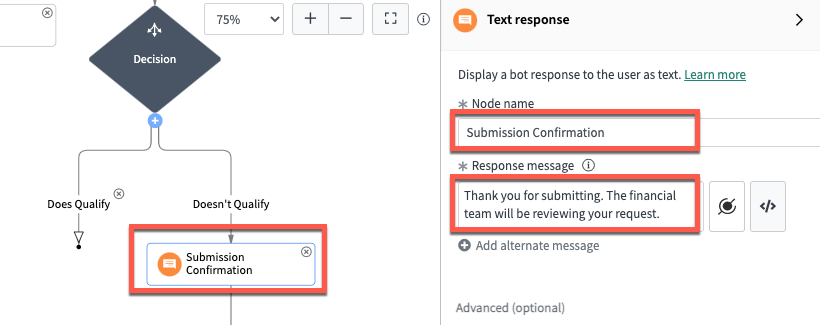 75%
Decision
Does Qualify
Doesn't Qualify
Submission
Confirmation
Text response
Display a bot response to the user as text. Learn more
Node name
Submission Confirmation
Response message
Thank you for submitting. The financial
team will be reviewing your request.
Add alternate message
Advanced (optional)